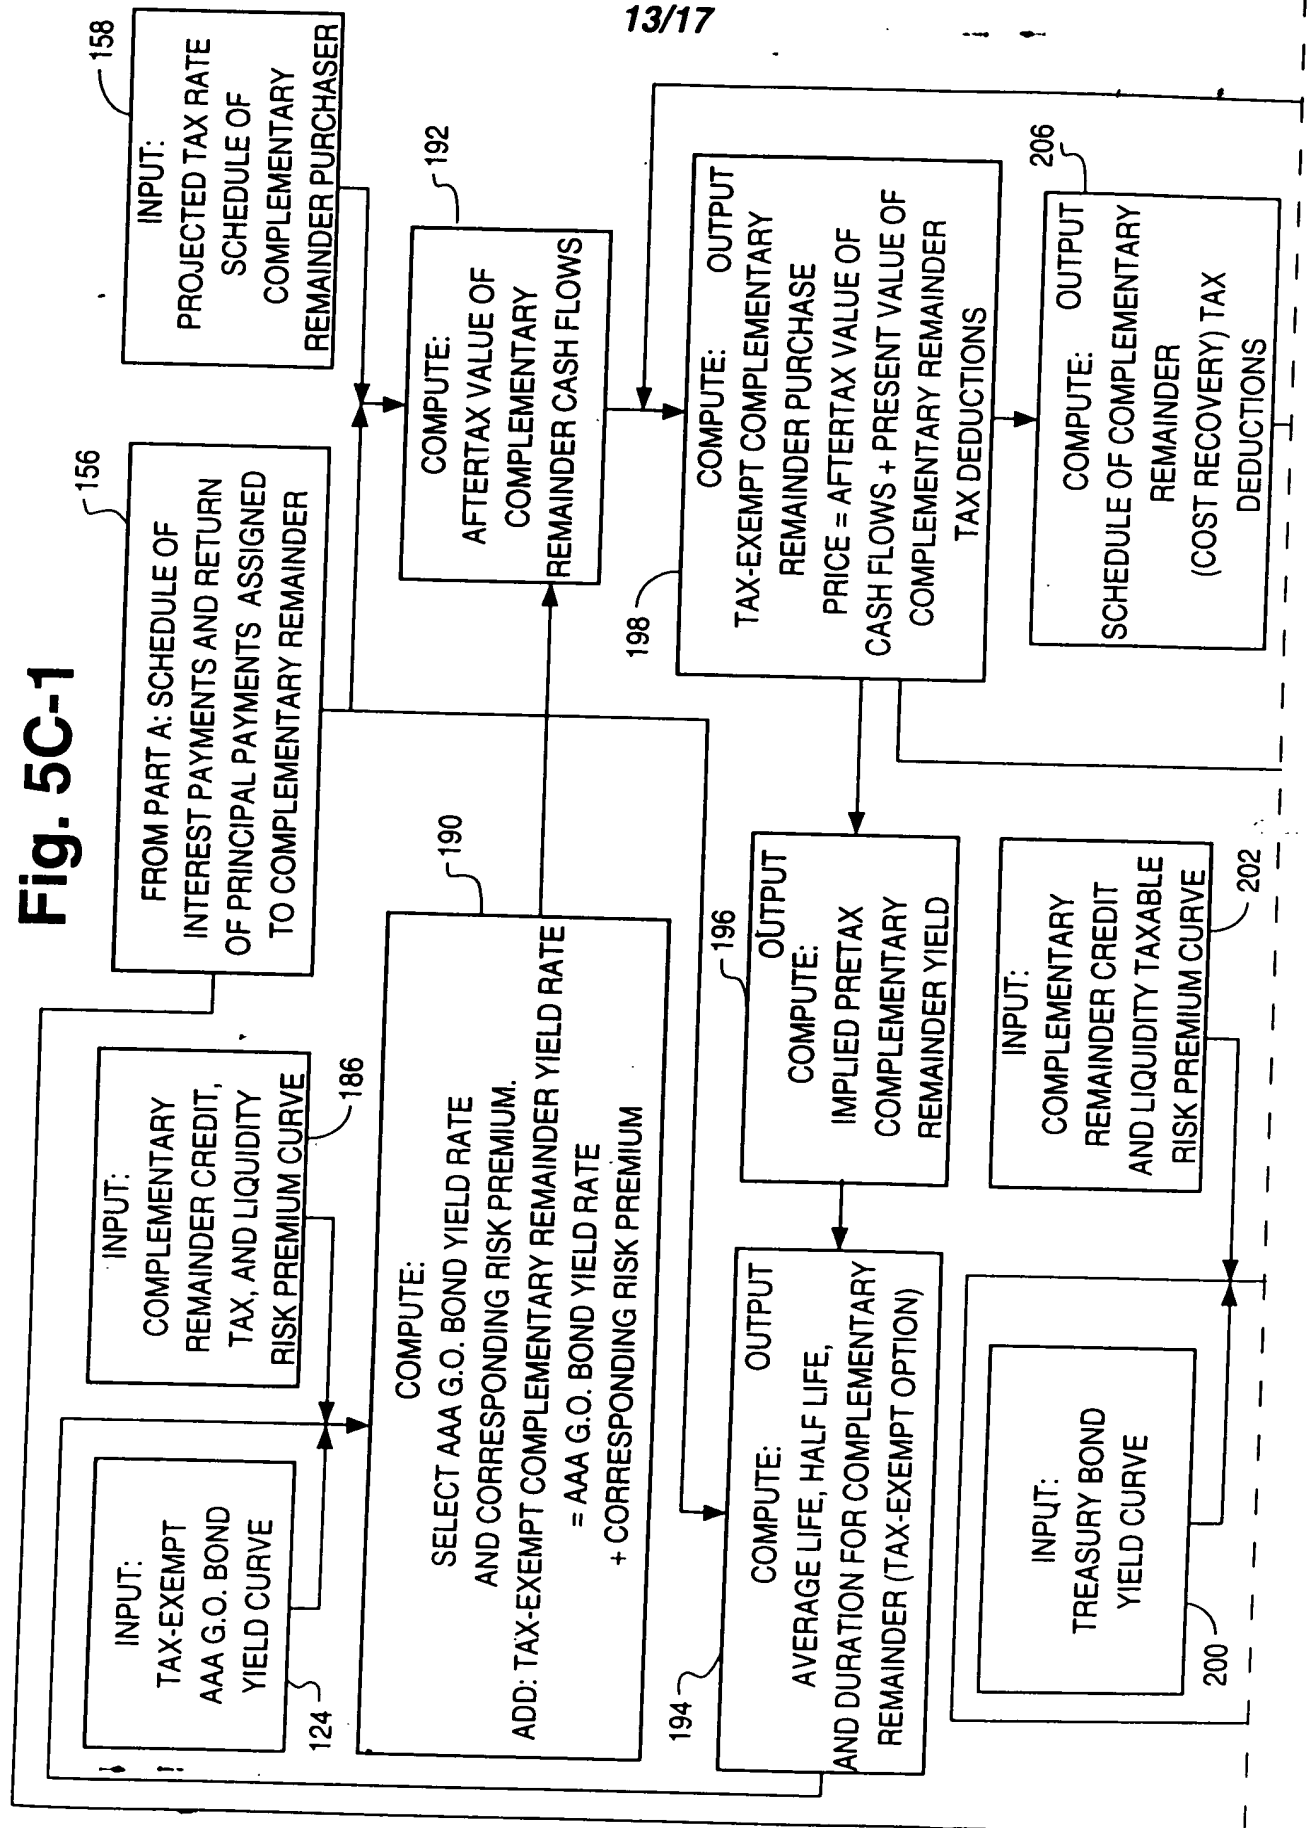 13/17
Fig. 5C-1
INPUT:
TAX-EXEMPT
AAA G.O. BOND
YIELD CURVE
124
INPUT:
COMPLEMENTARY
REMAINDER CREDIT,
TAX, AND LIQUIDITY
RISK PREMIUM CURVE
186
FROM PART A: SCHEDULE OF
INTEREST PAYMENTS AND RETURN
OF PRINCIPAL PAYMENTS ASSIGNED
TO COMPLEMENTARY REMAINDER
156
INPUT:
PROJECTED TAX RATE
SCHEDULE OF
COMPLEMENTARY
REMAINDER PURCHASER
158
COMPUTE:
SELECT AAA G.O. BOND YIELD RATE
AND CORRESPONDING RISK PREMIUM.
ADD: TAX-EXEMPT COMPLEMENTARY REMAINDER YIELD RATE
= AAA G.O. BOND YIELD RATE
+ CORRESPONDING RISK PREMIUM
190
COMPUTE:
AFTERTAX VALUE OF
COMPLEMENTARY
REMAINDER CASH FLOWS
192
COMPUTE: OUTPUT
AVERAGE LIFE, HALF LIFE,
AND DURATION FOR COMPLEMENTARY
REMAINDER (TAX-EXEMPT OPTION)
194
OUTPUT
COMPUTE:
IMPLIED PRETAX
COMPLEMENTARY
REMAINDER YIELD
196
COMPUTE: OUTPUT
TAX-EXEMPT COMPLEMENTARY
REMAINDER PURCHASE
PRICE = AFTERTAX VALUE OF
CASH FLOWS + PRESENT VALUE OF
COMPLEMENTARY REMAINDER
TAX DEDUCTIONS
198
INPUT:
TREASURY BOND
YIELD CURVE
200
INPUT:
COMPLEMENTARY
REMAINDER CREDIT
AND LIQUIDITY TAXABLE
RISK PREMIUM CURVE
202
COMPUTE: OUTPUT
SCHEDULE OF COMPLEMENTARY
REMAINDER
(COST RECOVERY) TAX
DEDUCTIONS
206